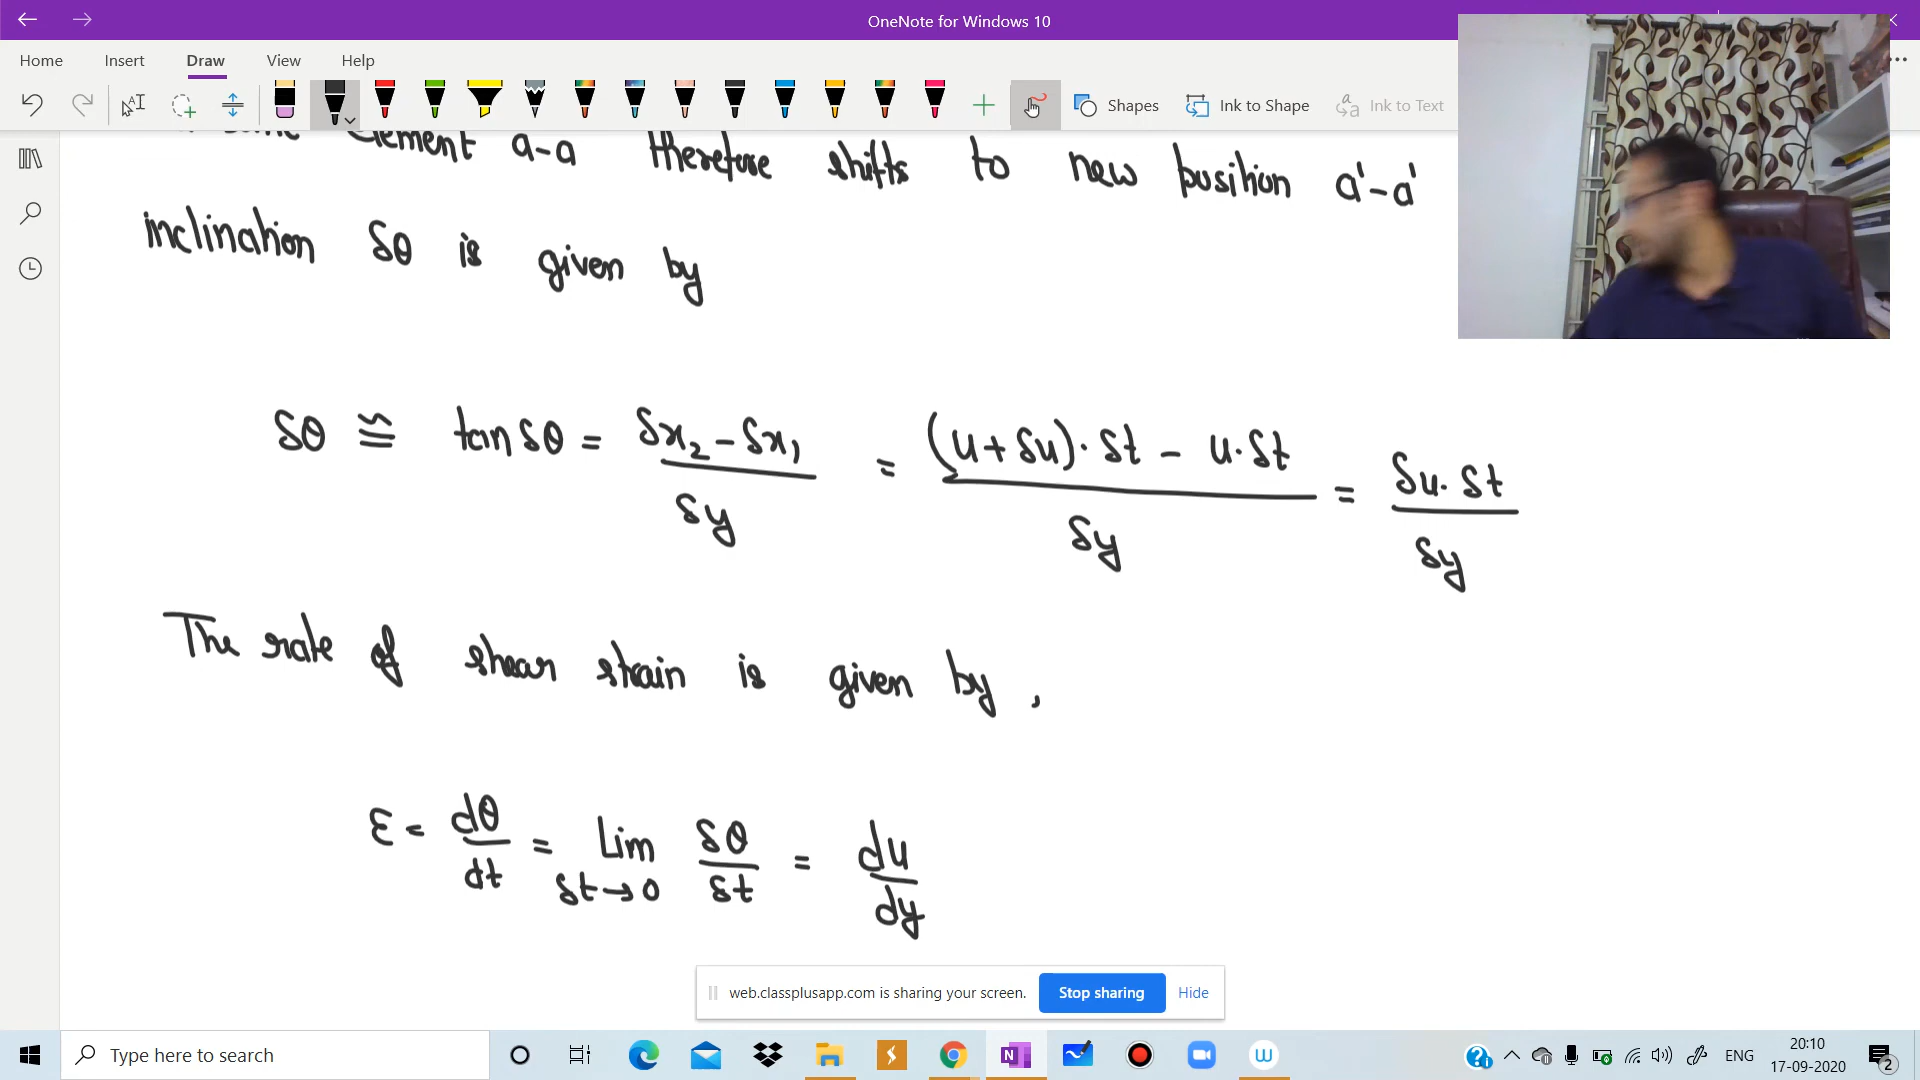 OneNote for Windows 10
Home Insert Draw View Help
Shapes Ink to Shape Ink to Text
element a-a therefore shifts to new position a'-a'
inclination δθ is given by
δθ ≅ tan δθ = δx₂ - δx₁ / δy = (u + δu)·δt - u·δt / δy = δu·δt / δy
The rate of shear strain is given by,
ε = dθ/dt = Lim δt→0 δθ/δt = du/dy
web.classplusapp.com is sharing your screen. Stop sharing Hide
Type here to search
ENG
20:10
17-09-2020
2